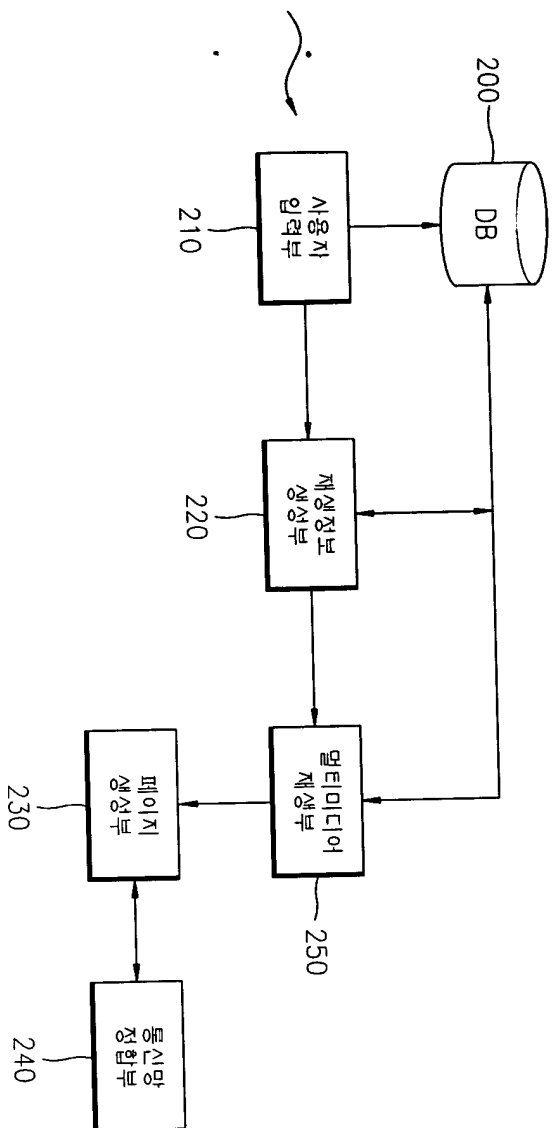 200
DB
사용자
입력부
210
재생정보
생성부
220
멀티미디어
재생부
250
페이지
생성부
230
통신망
정합부
240